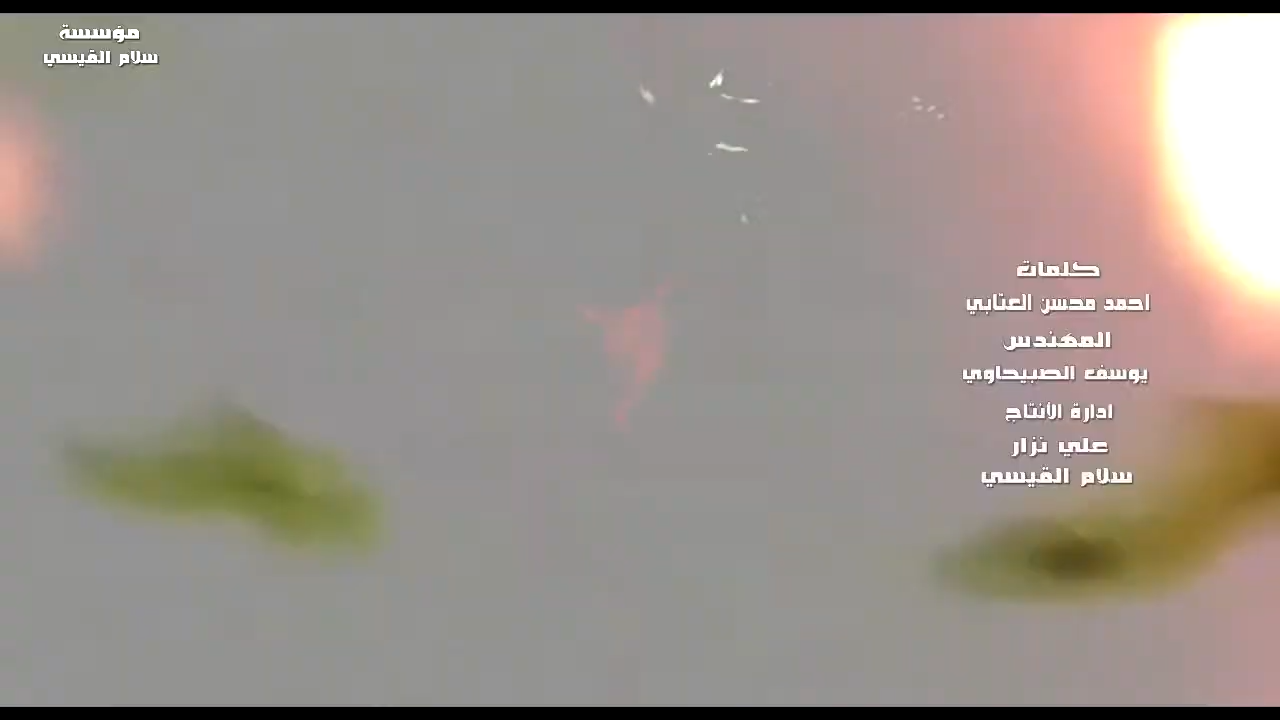 مؤسسة
سلام القيسي
كلمات
احمد محسن العتابي
المهندس
يوسف الصبيحاوي
ادارة الأنتاج
علي نزار
سلام القيسي